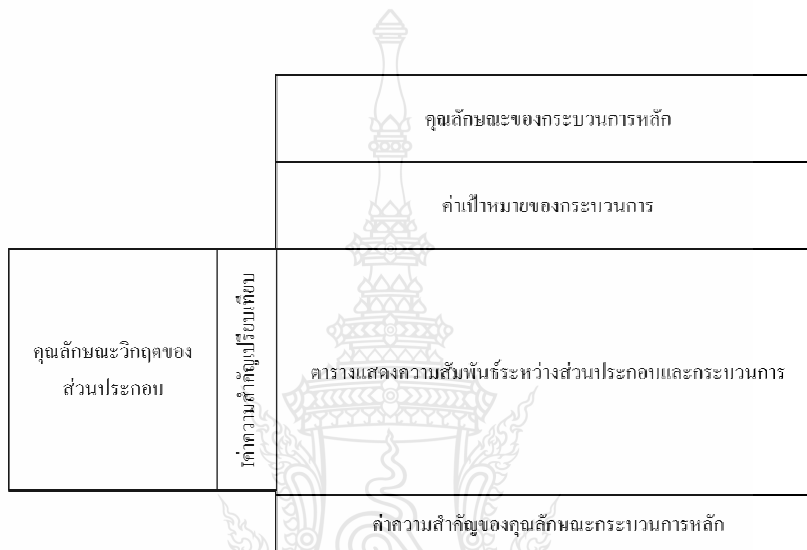 คุณลักษณะของกระบวนการหลัก
ค่าเป้าหมายของกระบวนการ
คุณลักษณะวิกฤตของ
ส่วนประกอบ
ค่าความสำคัญเปรียบเทียบ
ตารางแสดงความสัมพันธ์ระหว่างส่วนประกอบและกระบวนการ
ค่าความสำคัญของคุณลักษณะกระบวนการหลัก